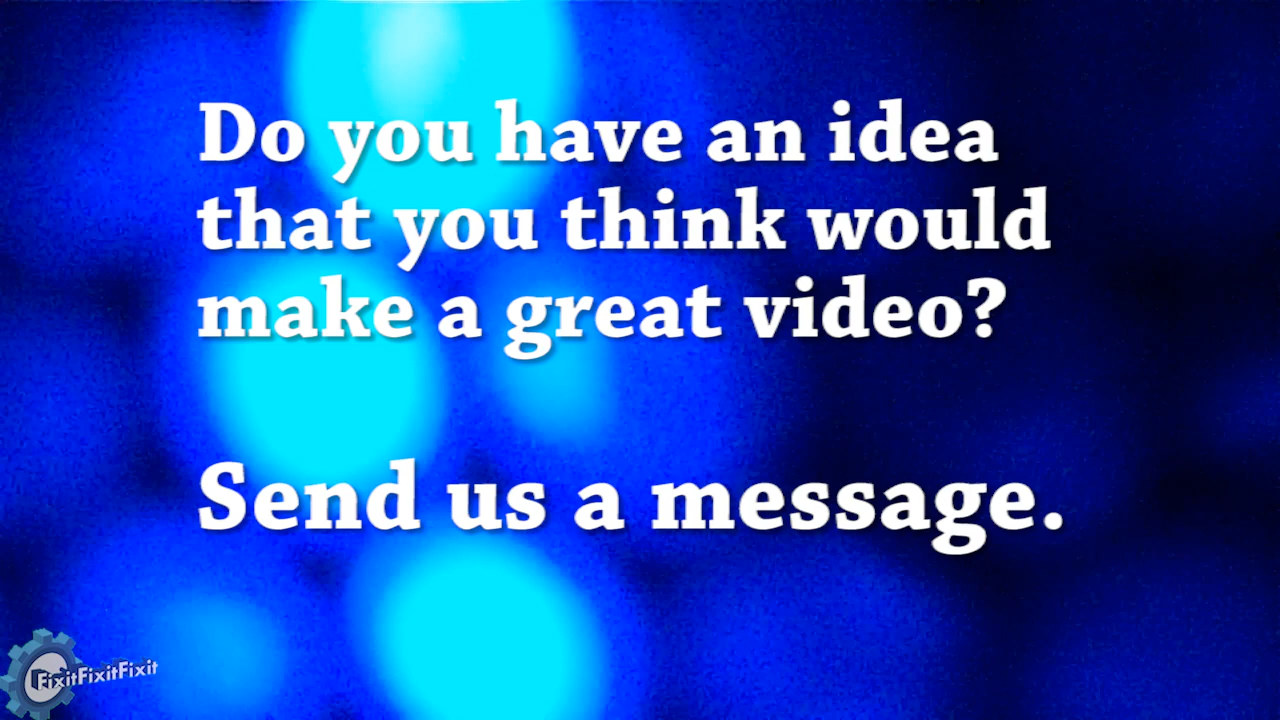 Do you have an idea
that you think would
make a great video?
Send us a message.
FixitFixitFixit